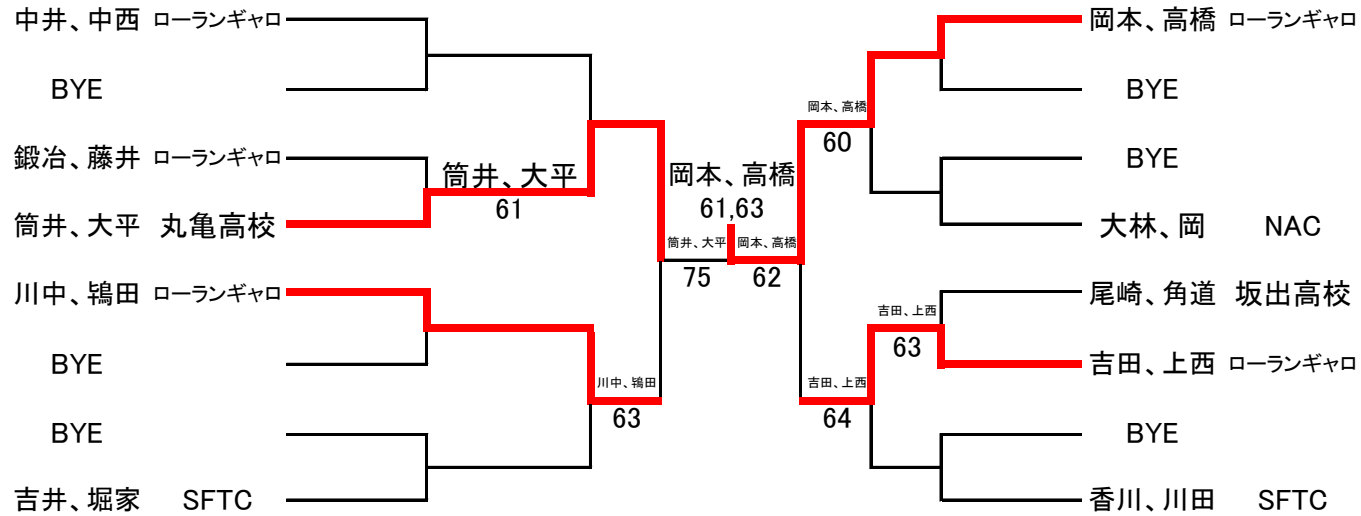 中井、中西 ローランギャロ
BYE
鍛冶、藤井 ローランギャロ
筒井、大平 丸亀高校
川中、鴇田 ローランギャロ
BYE
BYE
吉井、堀家 SFTC
筒井、大平
61
川中、鴇田
63
筒井、大平
75
岡本、高橋
61,63
岡本、高橋
62
岡本、高橋
60
吉田、上西
64
吉田、上西
63
岡本、高橋 ローランギャロ
BYE
BYE
大林、岡 NAC
尾崎、角道 坂出高校
吉田、上西 ローランギャロ
BYE
香川、川田 SFTC